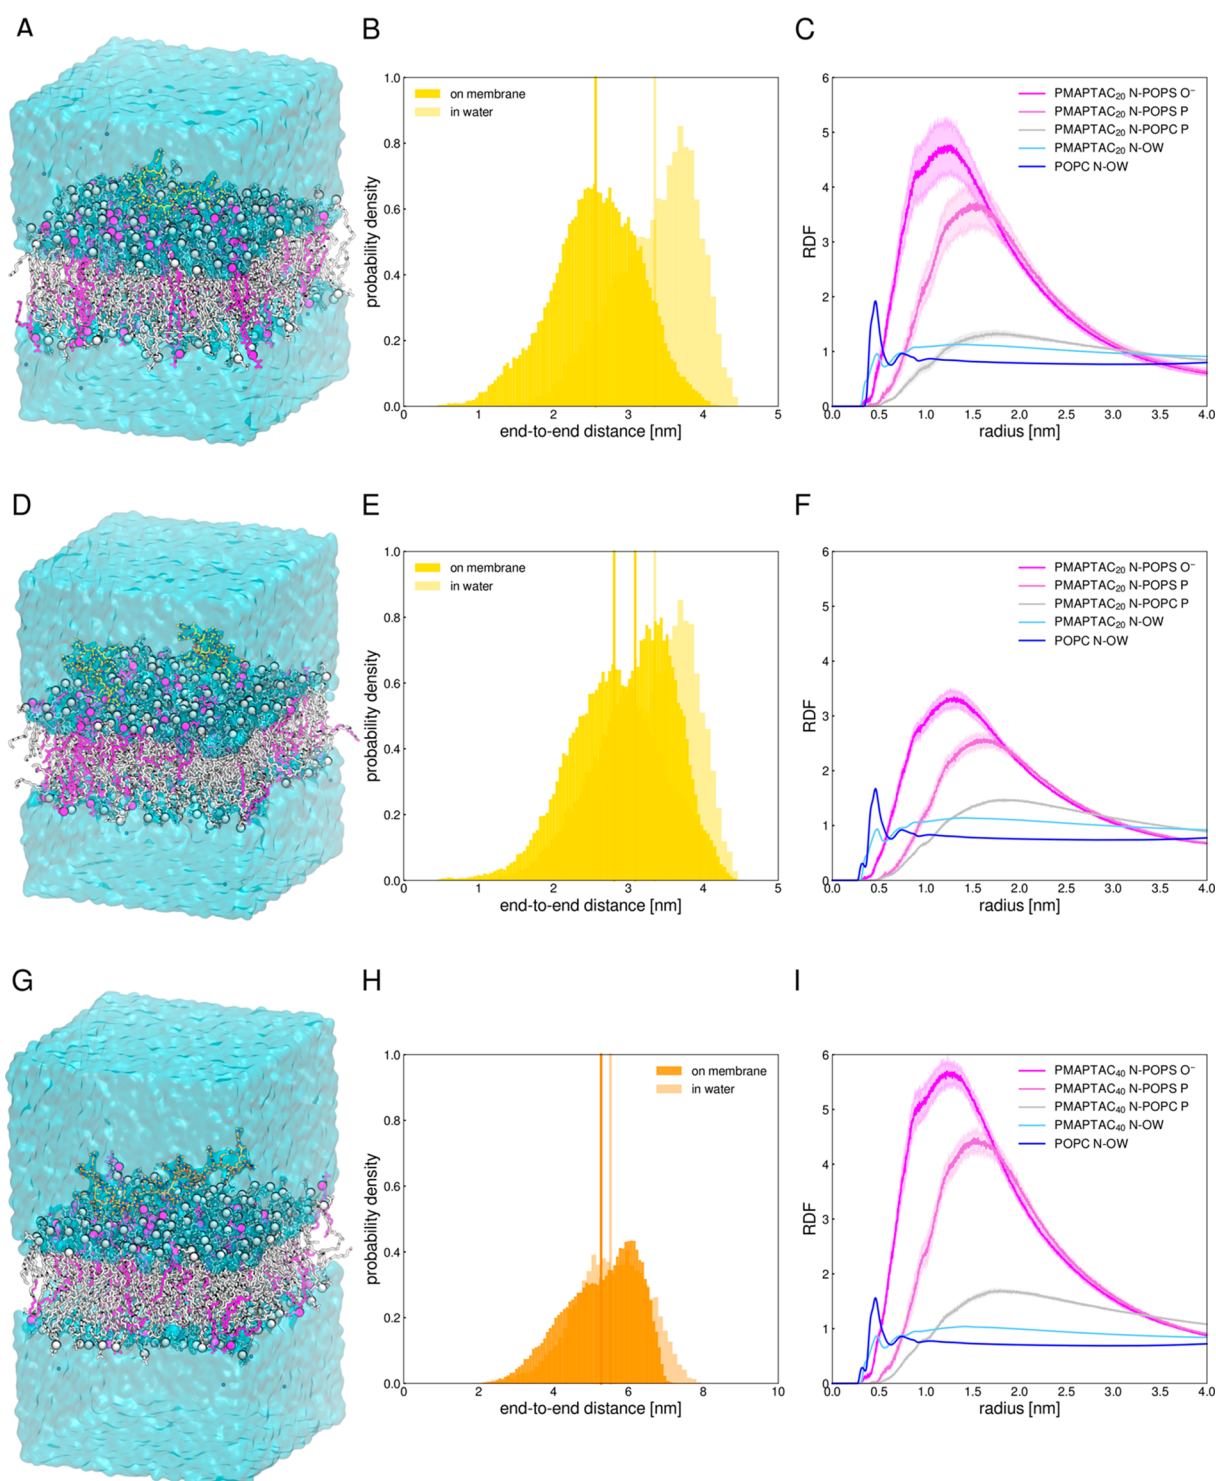 A
B
C
1.0
0.8
0.6
0.4
0.2
0.0
probability density
on membrane
in water
0
1
2
3
4
5
end-to-end distance [nm]
6
5
4
3
2
1
0
RDF
PMAPTAC₂₀ N-POPS O⁻
PMAPTAC₂₀ N-POPS P
PMAPTAC₂₀ N-POPC P
PMAPTAC₂₀ N-OW
POPC N-OW
0.0
0.5
1.0
1.5
2.0
2.5
3.0
3.5
4.0
radius [nm]
D
E
F
1.0
0.8
0.6
0.4
0.2
0.0
probability density
on membrane
in water
0
1
2
3
4
5
end-to-end distance [nm]
6
5
4
3
2
1
0
RDF
PMAPTAC₂₀ N-POPS O⁻
PMAPTAC₂₀ N-POPS P
PMAPTAC₂₀ N-POPC P
PMAPTAC₂₀ N-OW
POPC N-OW
0.0
0.5
1.0
1.5
2.0
2.5
3.0
3.5
4.0
radius [nm]
G
H
I
1.0
0.8
0.6
0.4
0.2
0.0
probability density
on membrane
in water
0
2
4
6
8
10
end-to-end distance [nm]
6
5
4
3
2
1
0
RDF
PMAPTAC₄₀ N-POPS O⁻
PMAPTAC₄₀ N-POPS P
PMAPTAC₄₀ N-POPC P
PMAPTAC₄₀ N-OW
POPC N-OW
0.0
0.5
1.0
1.5
2.0
2.5
3.0
3.5
4.0
radius [nm]